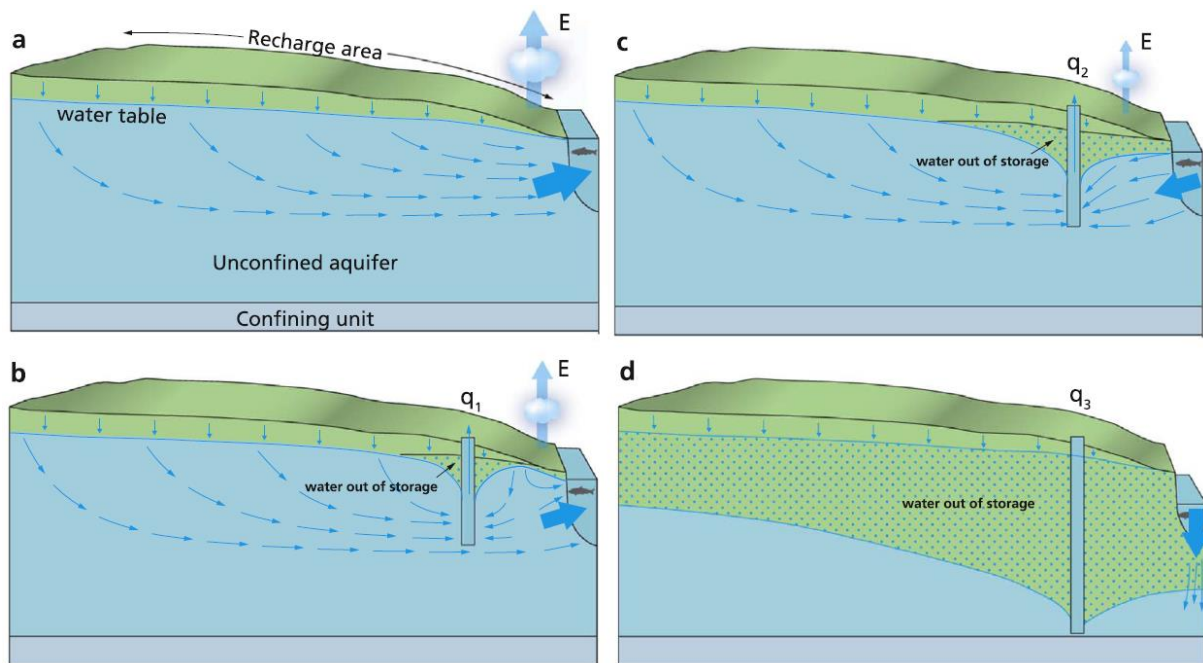 a
E
Recharge area
water table
Unconfined aquifer
Confining unit
c
E
q2
water out of storage
b
E
q1
water out of storage
d
q3
water out of storage